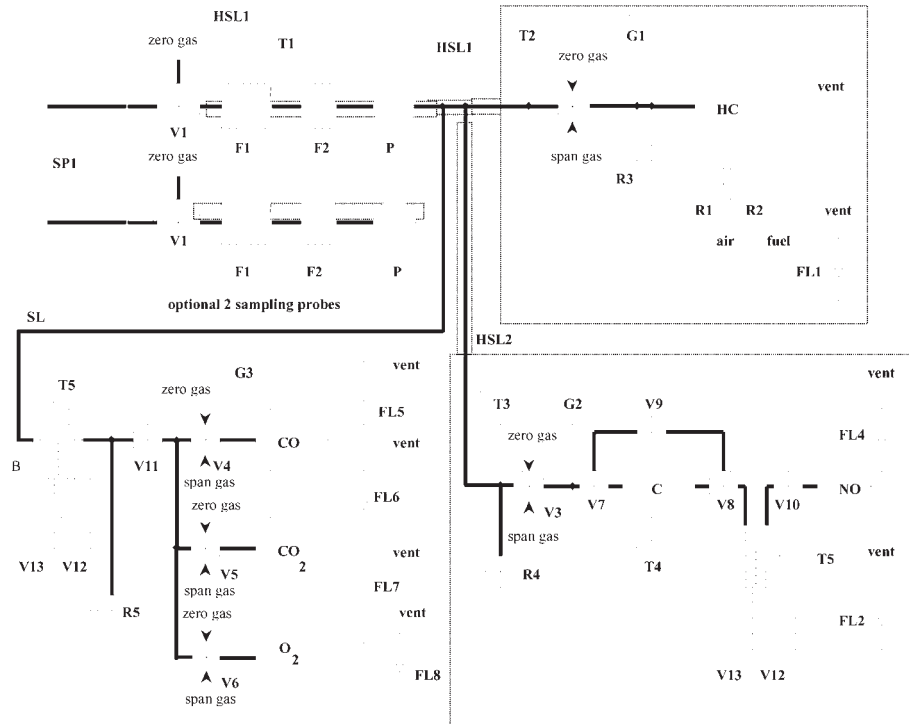 HSL1
T1
HSL1
T2
G1
zero gas
zero gas
vent
V1
HC
zero gas
F1
F2
P
span gas
SP1
R3
R1
R2
vent
V1
air
fuel
F1
F2
P
FL1
optional 2 sampling probes
SL
HSL2
vent
vent
G3
T5
zero gas
T3
G2
V9
FL5
zero gas
FL4
B
V11
V4
CO
vent
span gas
zero gas
FL6
V3
V7
C
V8
V10
NO
span gas
V13
V12
V5
CO2
vent
R4
T4
T5
vent
span gas
FL7
zero gas
R5
vent
FL2
O2
V6
FL8
V13
V12
span gas